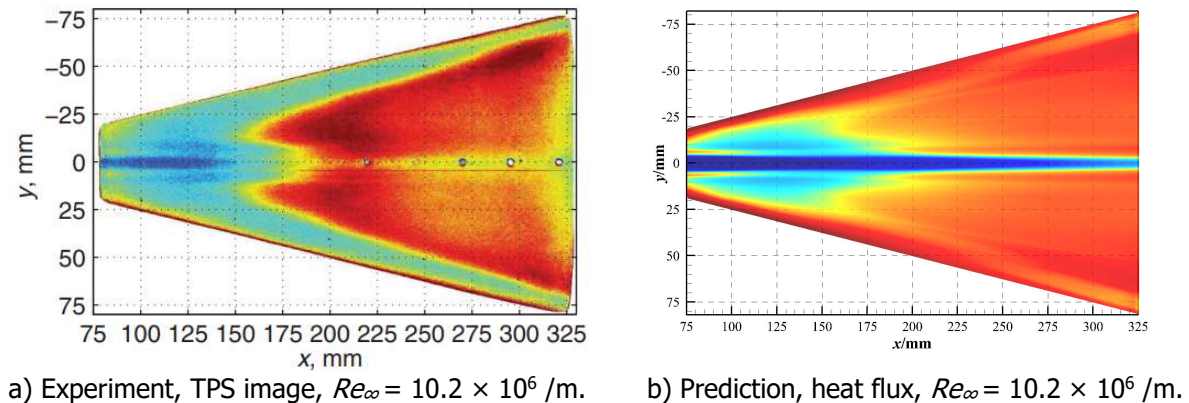 −75
−50
−25
0
25
50
75
y, mm
75 100 125 150 175 200 225 250 275 300 325
x, mm
-75
-50
-25
0
25
50
75
y/mm
75 100 125 150 200 225 250 275 300 325
x/mm
a) Experiment, TPS image, Re∞ = 10.2 × 10⁶ /m.
b) Prediction, heat flux, Re∞ = 10.2 × 10⁶ /m.